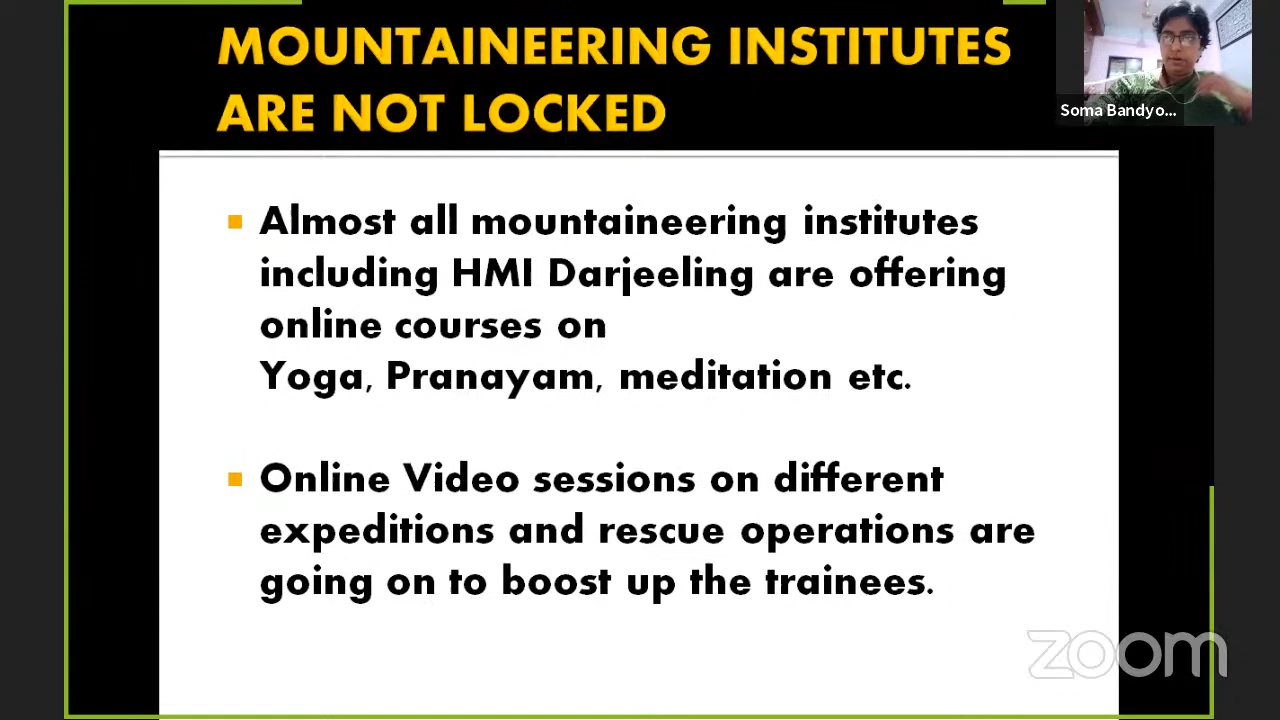 MOUNTAINEERING INSTITUTES
ARE NOT LOCKED
Soma Bandyo...
Almost all mountaineering institutes
including HMI Darjeeling are offering
online courses on
Yoga, Pranayam, meditation etc.
Online Video sessions on different
expeditions and rescue operations are
going on to boost up the trainees.
zoom